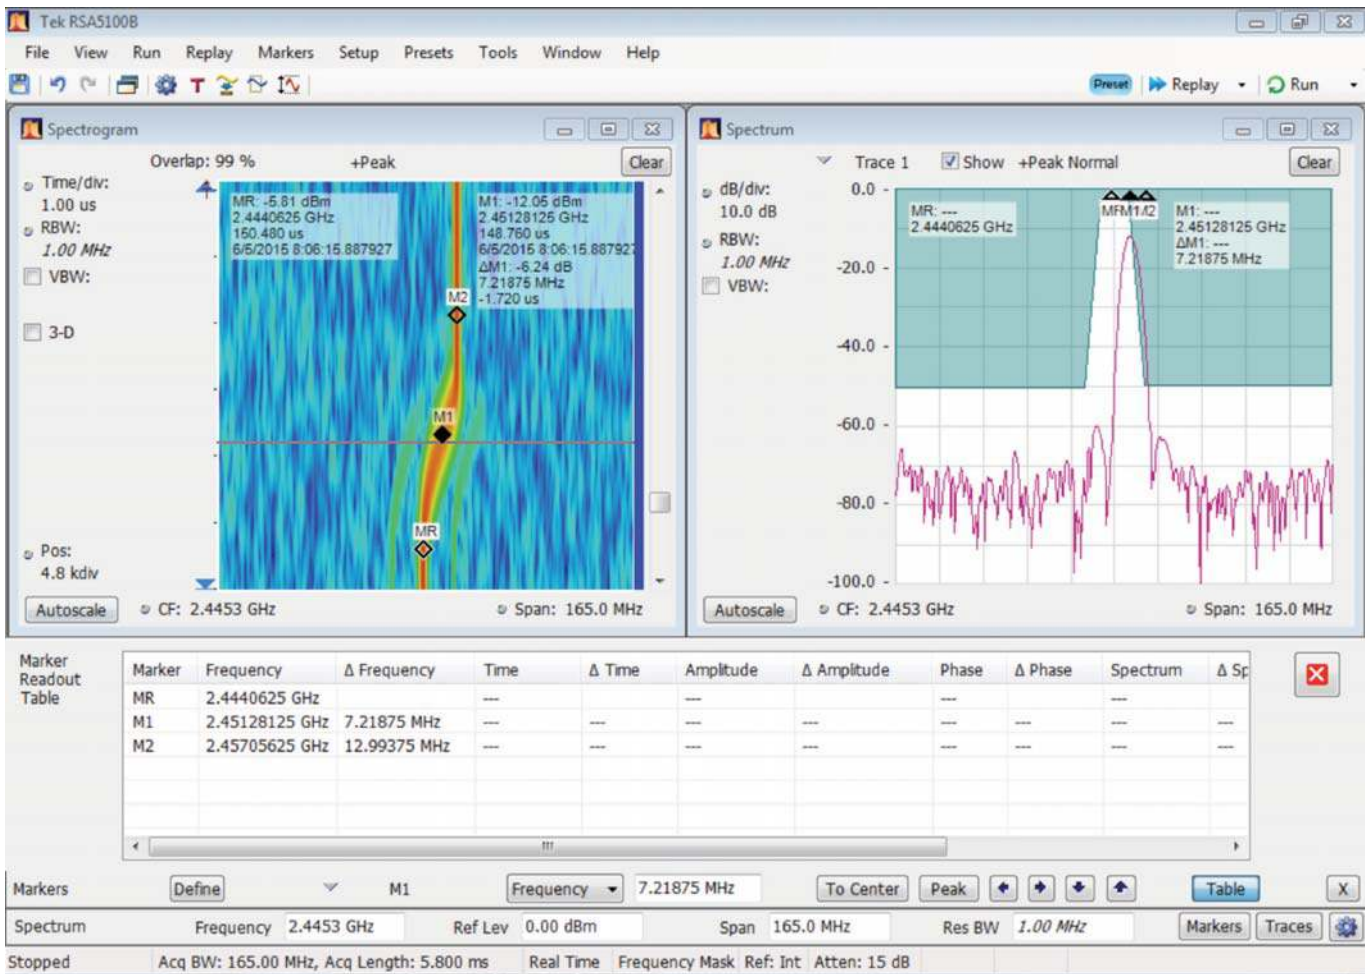 Tek RSA5100B
File View Run Replay Markers Setup Presets Tools Window Help
T Preset Replay Run
Spectrogram
Overlap: 99 % +Peak Clear
Time/div:
1.00 us
RBW:
1.00 MHz
VBW:
3-D
Pos:
4.8 kdiv
MR: -5.81 dBm
2.4440625 GHz
150.480 us
6/5/2015 8:06:15.887927
M1: -12.05 dBm
2.45128125 GHz
148.760 us
6/5/2015 8:06:15.887927
ΔM1: -6.24 dB
7.21875 MHz
-1.720 us
M2
M1
MR
Autoscale CF: 2.4453 GHz Span: 165.0 MHz
Spectrum
Trace 1 Show +Peak Normal Clear
dB/div:
10.0 dB
RBW:
1.00 MHz
VBW:
0.0 -
-20.0 -
-40.0 -
-60.0 -
-80.0 -
-100.0 -
MR: ---
2.4440625 GHz
M1: ---
2.45128125 GHz
ΔM1: ---
7.21875 MHz
Autoscale CF: 2.4453 GHz Span: 165.0 MHz
Marker
Readout
Table
Marker Frequency Δ Frequency Time Δ Time Amplitude Δ Amplitude Phase Δ Phase Spectrum Δ Sp
MR 2.4440625 GHz --- --- --- ---
M1 2.45128125 GHz 7.21875 MHz --- --- --- --- --- --- --- ---
M2 2.45705625 GHz 12.99375 MHz --- --- --- --- --- --- --- ---
Markers Define M1 Frequency 7.21875 MHz To Center Peak Table X
Spectrum Frequency 2.4453 GHz Ref Lev 0.00 dBm Span 165.0 MHz Res BW 1.00 MHz Markers Traces
Stopped Acq BW: 165.00 MHz, Acq Length: 5.800 ms Real Time Frequency Mask Ref: Int Atten: 15 dB